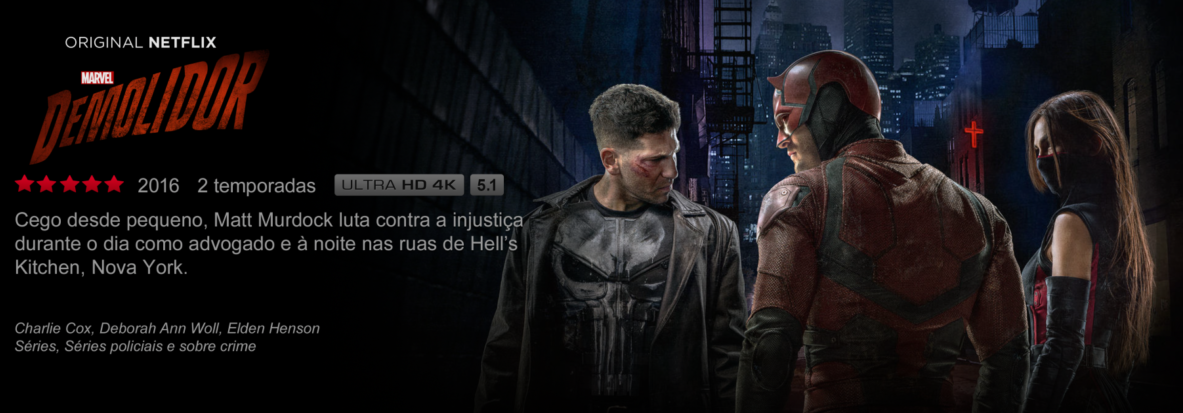 ORIGINAL NETFLIX
MARVEL
DEMOLIDOR
2016 2 temporadas ULTRA HD 4K 5.1
Cego desde pequeno, Matt Murdock luta contra a injustiça
durante o dia como advogado e à noite nas ruas de Hell's
Kitchen, Nova York.
Charlie Cox, Deborah Ann Woll, Elden Henson
Séries, Séries policiais e sobre crime